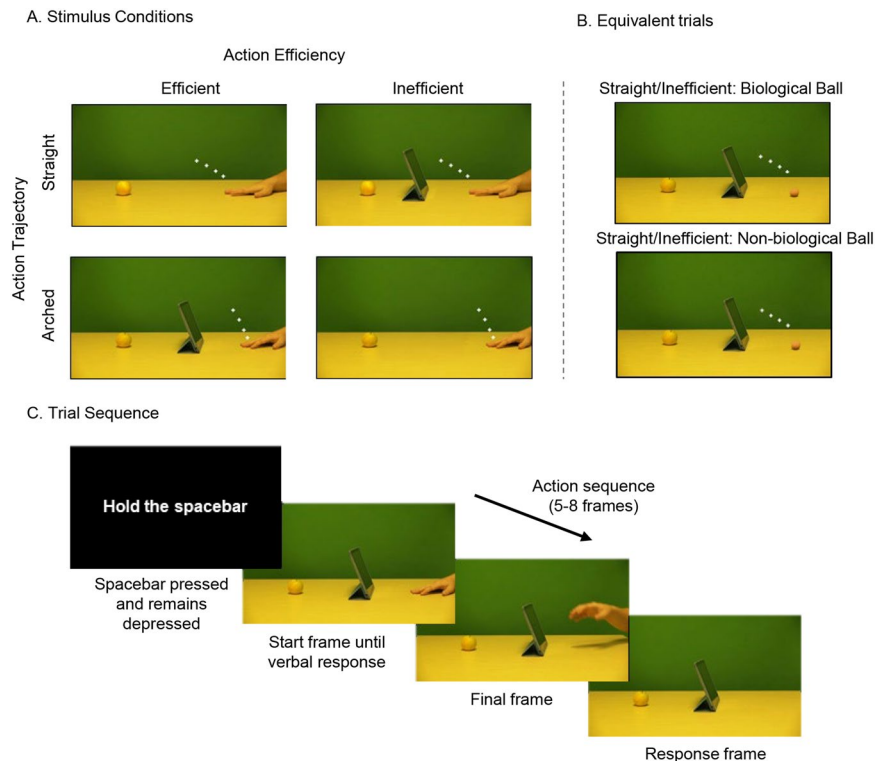 A. Stimulus Conditions
B. Equivalent trials
Action Efficiency
Efficient
Inefficient
Straight/Inefficient: Biological Ball
Action Trajectory
Straight
Straight/Inefficient: Non-biological Ball
Arched
C. Trial Sequence
Hold the spacebar
Action sequence
(5-8 frames)
Spacebar pressed
and remains
depressed
Start frame until
verbal response
Final frame
Response frame